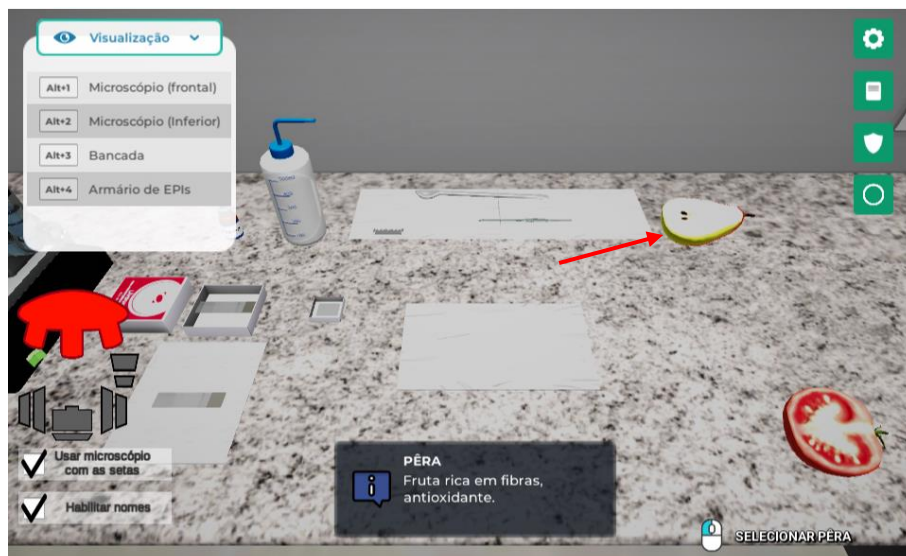 Visualização
Alt+1 Microscópio (frontal)
Alt+2 Microscópio (Inferior)
Alt+3 Bancada
Alt+4 Armário de EPIs
Usar microscópio
com as setas
Habilitar nomes
PÊRA
Fruta rica em fibras,
antioxidante.
SELECIONAR PÊRA